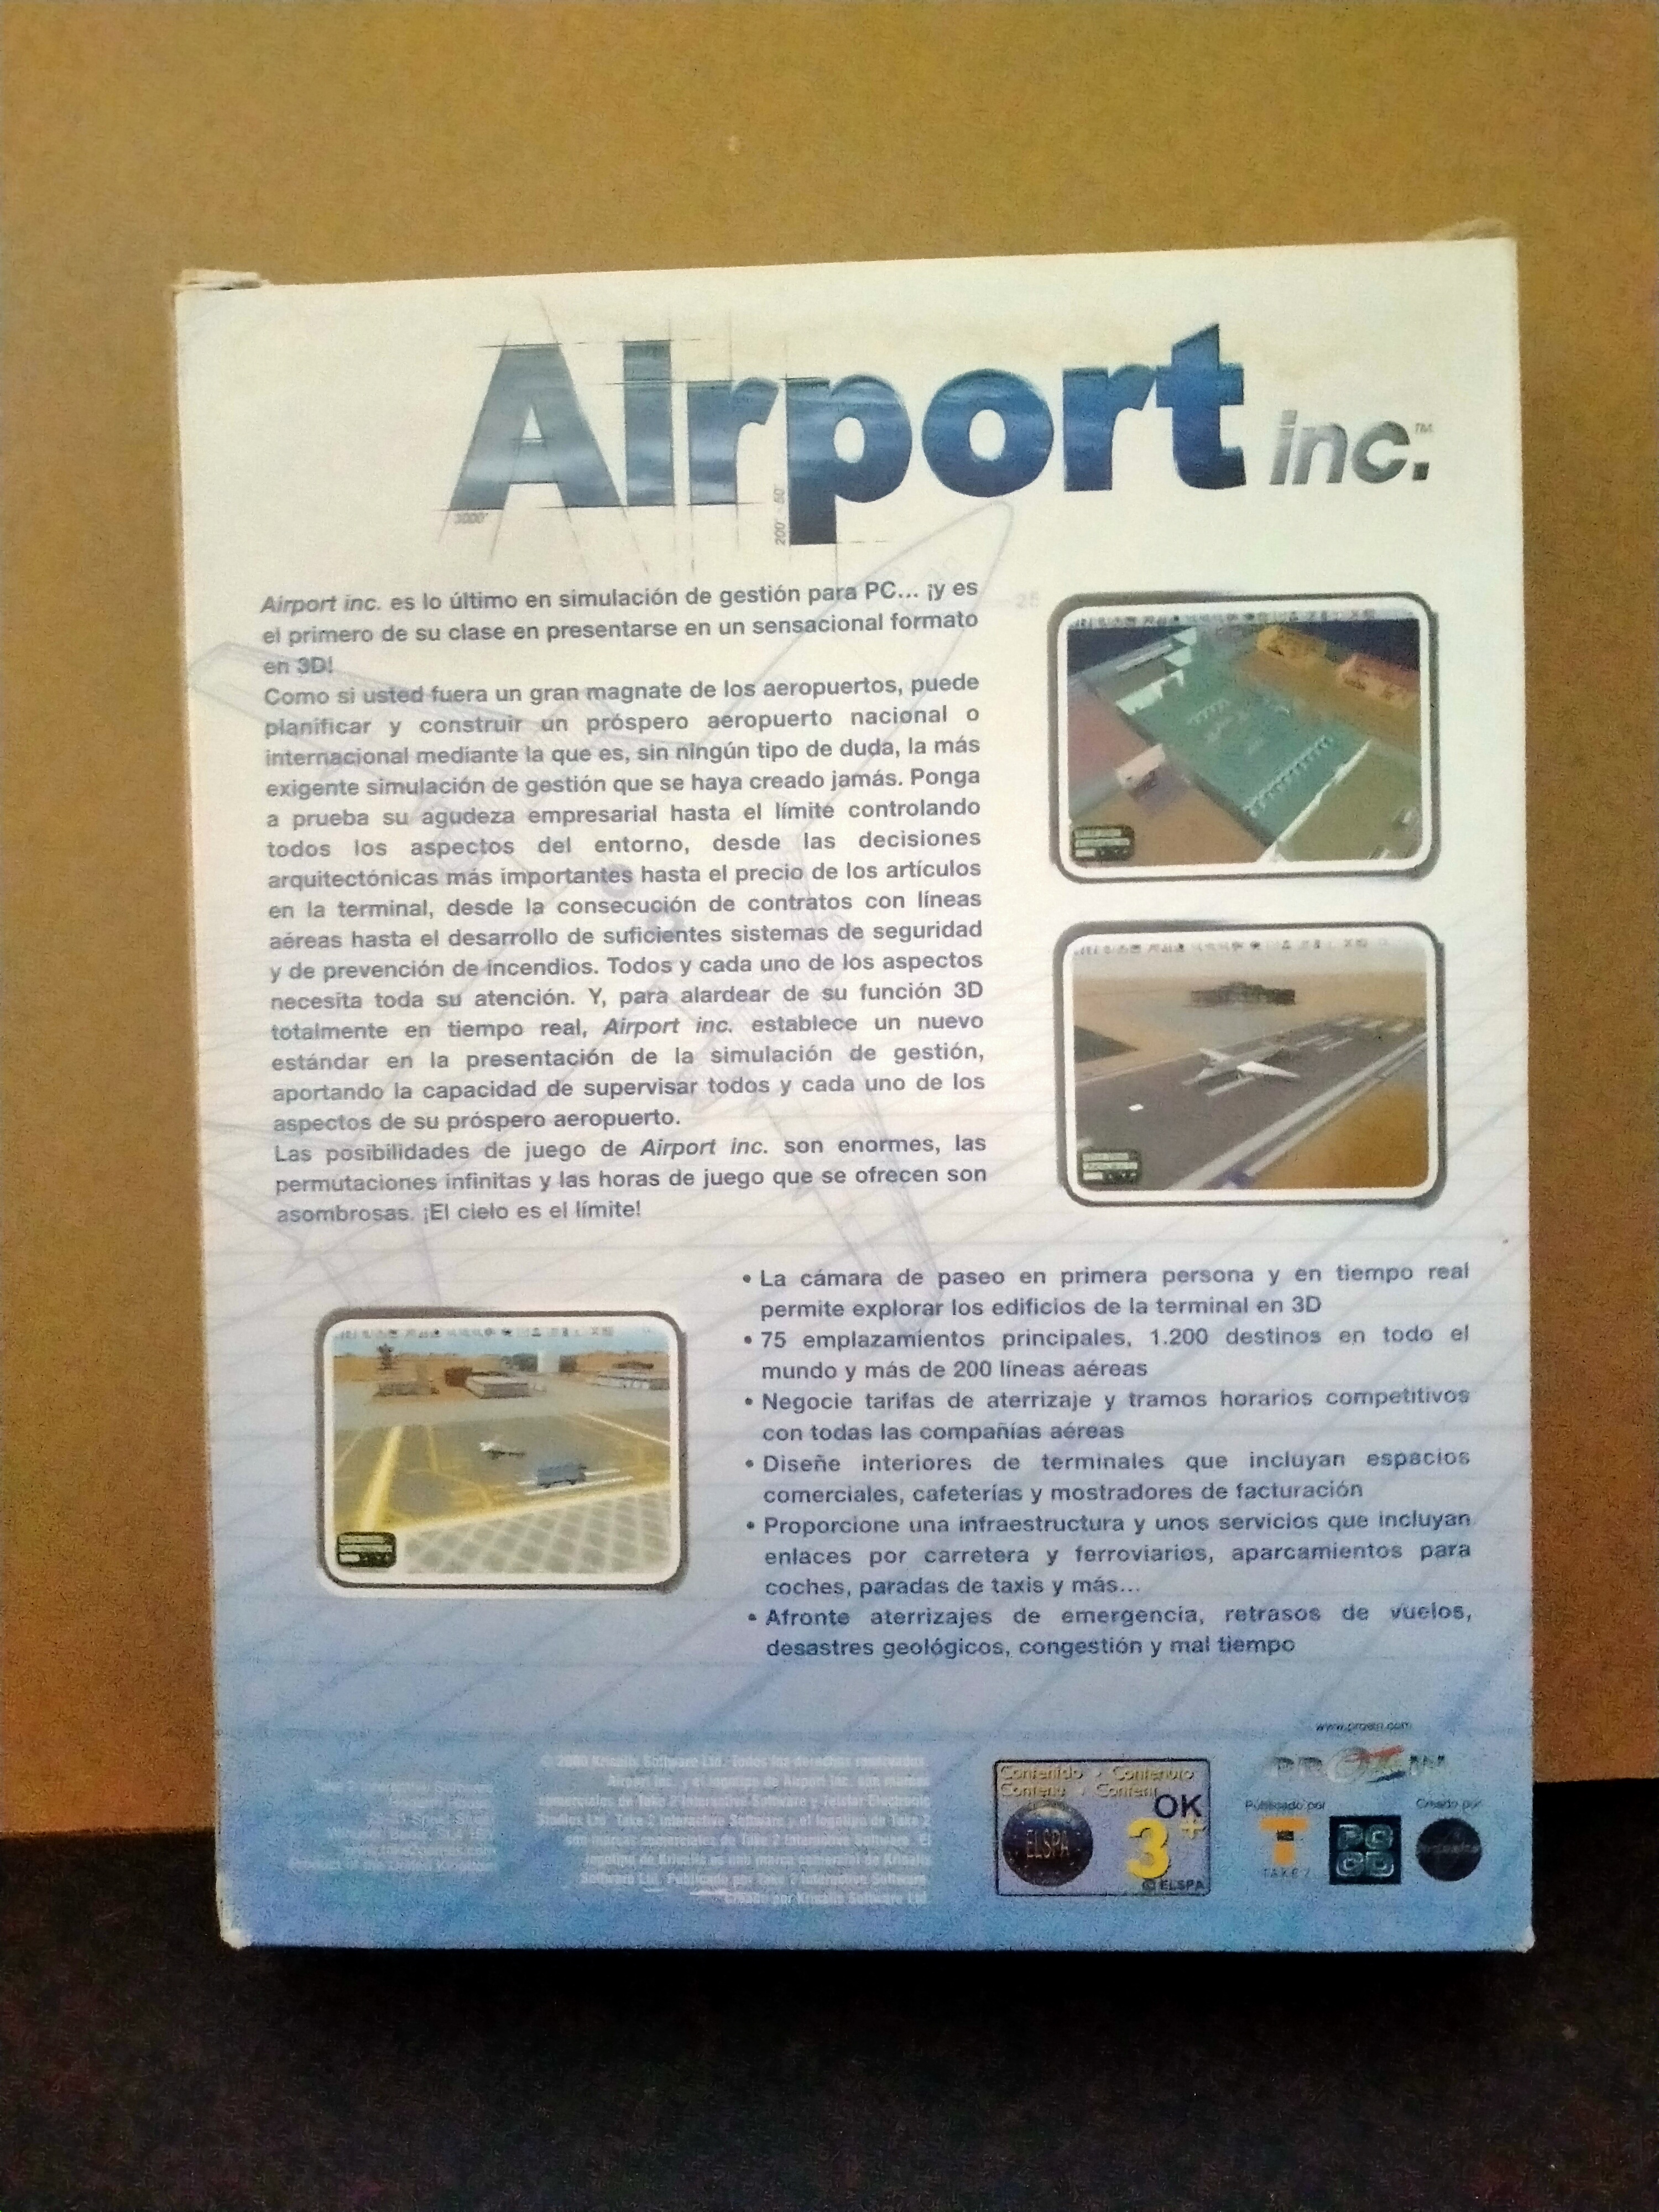 Airport inc.™
3000'
200' 50'
Airport inc. es lo último en simulación de gestión para PC... ¡y es
el primero de su clase en presentarse en un sensacional formato
en 3D!
Como si usted fuera un gran magnate de los aeropuertos, puede
planificar y construir un próspero aeropuerto nacional o
internacional mediante la que es, sin ningún tipo de duda, la más
exigente simulación de gestión que se haya creado jamás. Ponga
a prueba su agudeza empresarial hasta el límite controlando
todos los aspectos del entorno, desde las decisiones
arquitectónicas más importantes hasta el precio de los artículos
en la terminal, desde la consecución de contratos con líneas
aéreas hasta el desarrollo de suficientes sistemas de seguridad
y de prevención de incendios. Todos y cada uno de los aspectos
necesita toda su atención. Y, para alardear de su función 3D
totalmente en tiempo real, Airport inc. establece un nuevo
estándar en la presentación de la simulación de gestión,
aportando la capacidad de supervisar todos y cada uno de los
aspectos de su próspero aeropuerto.
Las posibilidades de juego de Airport inc. son enormes, las
permutaciones infinitas y las horas de juego que se ofrecen son
asombrosas. ¡El cielo es el límite!
• La cámara de paseo en primera persona y en tiempo real
permite explorar los edificios de la terminal en 3D
• 75 emplazamientos principales, 1.200 destinos en todo el
mundo y más de 200 líneas aéreas
• Negocie tarifas de aterrizaje y tramos horarios competitivos
con todas las compañías aéreas
• Diseñe interiores de terminales que incluyan espacios
comerciales, cafeterías y mostradores de facturación
• Proporcione una infraestructura y unos servicios que incluyan
enlaces por carretera y ferroviarios, aparcamientos para
coches, paradas de taxis y más...
• Afronte aterrizajes de emergencia, retrasos de vuelos,
desastres geológicos, congestión y mal tiempo
© 2000 Krisalis Software Ltd. Todos los derechos reservados.
Airport Inc. y el logotipo de Airport Inc. son marcas
comerciales de Take 2 Interactive Software y Telstar Electronic
Studios Ltd. Take 2 Interactive Software y el logotipo de Take 2
son marcas comerciales de Take 2 Interactive Software. El
logotipo de Krisalis es una marca comercial de Krisalis
Software Ltd. Publicado por Take 2 Interactive Software.
Creado por Krisalis Software Ltd.
Contenido • Contenuto
Contenu • Content
OK
3+
ELSPA
© ELSPA
www.proein.com
PROEIN
Publicado por
Creado por
T
TAKE 2
PC
CD